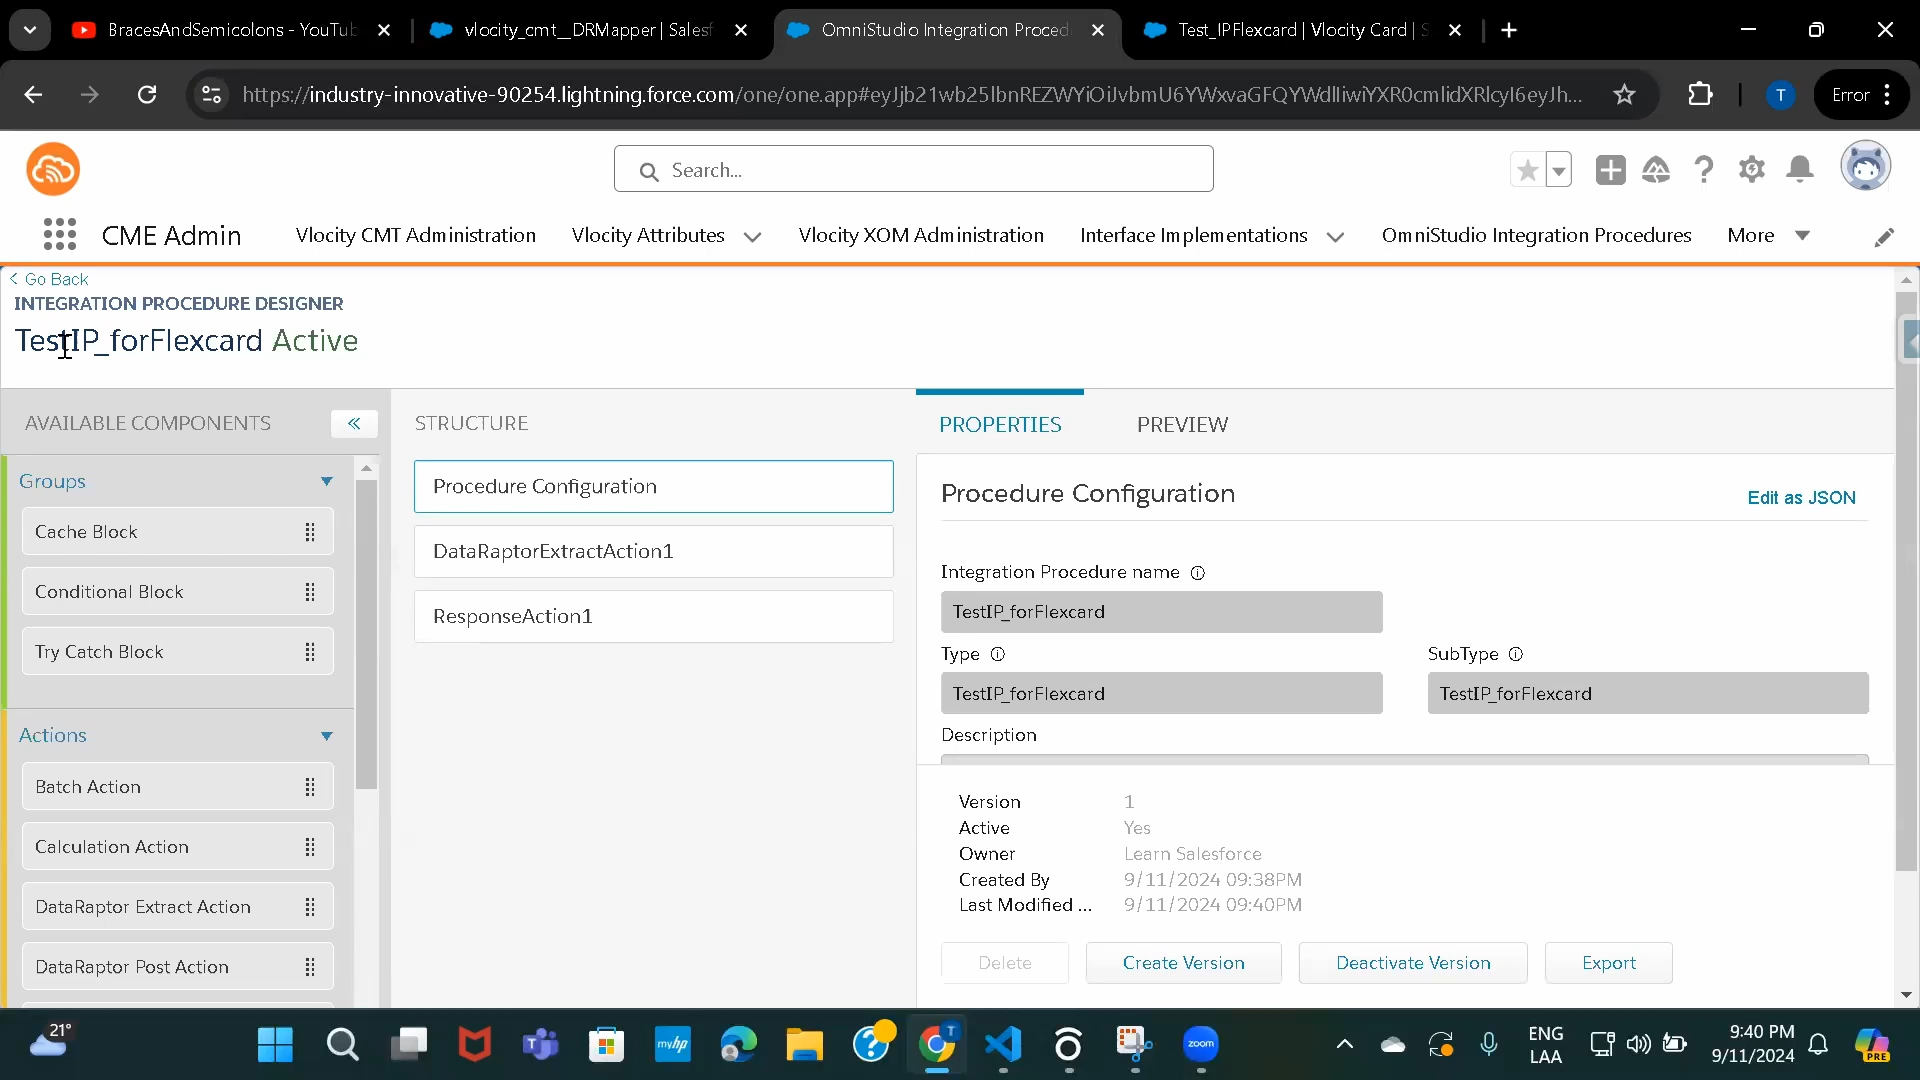 BracesAndSemicolons - YouTub
vlocity_cmt__DRMapper | Salesf
OmniStudio Integration Proced
Test_IPFlexcard | Vlocity Card | S
https://industry-innovative-90254.lightning.force.com/one/one.app#eyJjb21wb25lbnREZWYiOiJvbmU6YWxvaGFQYWdlIiwiYXR0cmlidXRlcyI6eyJh...
T
Error
Search...
CME Admin
Vlocity CMT Administration
Vlocity Attributes
Vlocity XOM Administration
Interface Implementations
OmniStudio Integration Procedures
More
Go Back
INTEGRATION PROCEDURE DESIGNER
TestIP_forFlexcard Active
AVAILABLE COMPONENTS
Groups
Cache Block
Conditional Block
Try Catch Block
Actions
Batch Action
Calculation Action
DataRaptor Extract Action
DataRaptor Post Action
STRUCTURE
Procedure Configuration
DataRaptorExtractAction1
ResponseAction1
PROPERTIES
PREVIEW
Procedure Configuration
Edit as JSON
Integration Procedure name
TestIP_forFlexcard
Type
SubType
TestIP_forFlexcard
TestIP_forFlexcard
Description
Version 1
Active Yes
Owner Learn Salesforce
Created By 9/11/2024 09:38PM
Last Modified ... 9/11/2024 09:40PM
Delete
Create Version
Deactivate Version
Export
21°
myhp
T
zoom
ENG
LAA
9:40 PM
9/11/2024
PRE